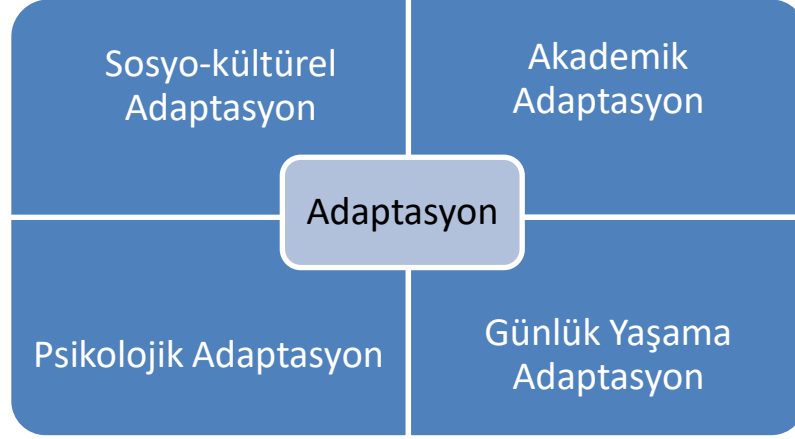 Sosyo-kültürel
Adaptasyon
Akademik
Adaptasyon
Adaptasyon
Psikolojik Adaptasyon
Günlük Yaşama
Adaptasyon